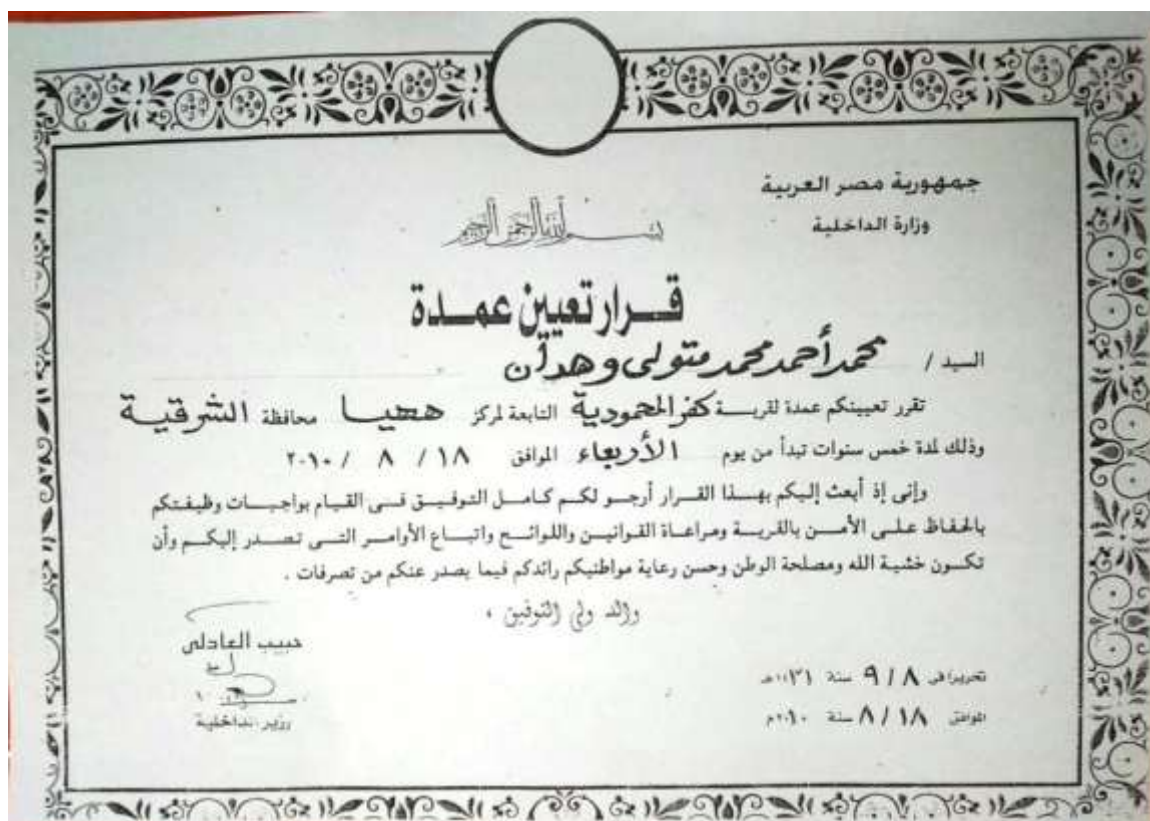 جمهورية مصر العربية
وزارة الداخلية
بسم الله الرحمن الرحيم
قرار تعيين عمدة
السيد / محمد أحمد محمد متولى وهدان
تقرر تعيينكم عمدة لقرية كفر المحمودية التابعة لمركز ههيا محافظة الشرقية
وذلك لمدة خمس سنوات تبدأ من يوم الأربعاء الموافق ١٨ / ٨ / ٢٠١٠
وإنى إذ أبعث إليكم بهذا القرار أرجو لكم كامل التوفيق فى القيام بواجبات وظيفتكم
بالحفاظ على الأمن بالقرية ومراعاة القوانين واللوائح واتباع الأوامر التى تصدر إليكم وأن
تكون خشية الله ومصلحة الوطن وحسن رعاية مواطنيكم رائدكم فيما يصدر عنكم من تصرفات .
والله ولى التوفيق ،
حبيب العادلى
وزير الداخلية
تحريرا فى ٩/٨ سنة ١٤٣١هـ
الموافق ٨/١٨ سنة ٢٠١٠م